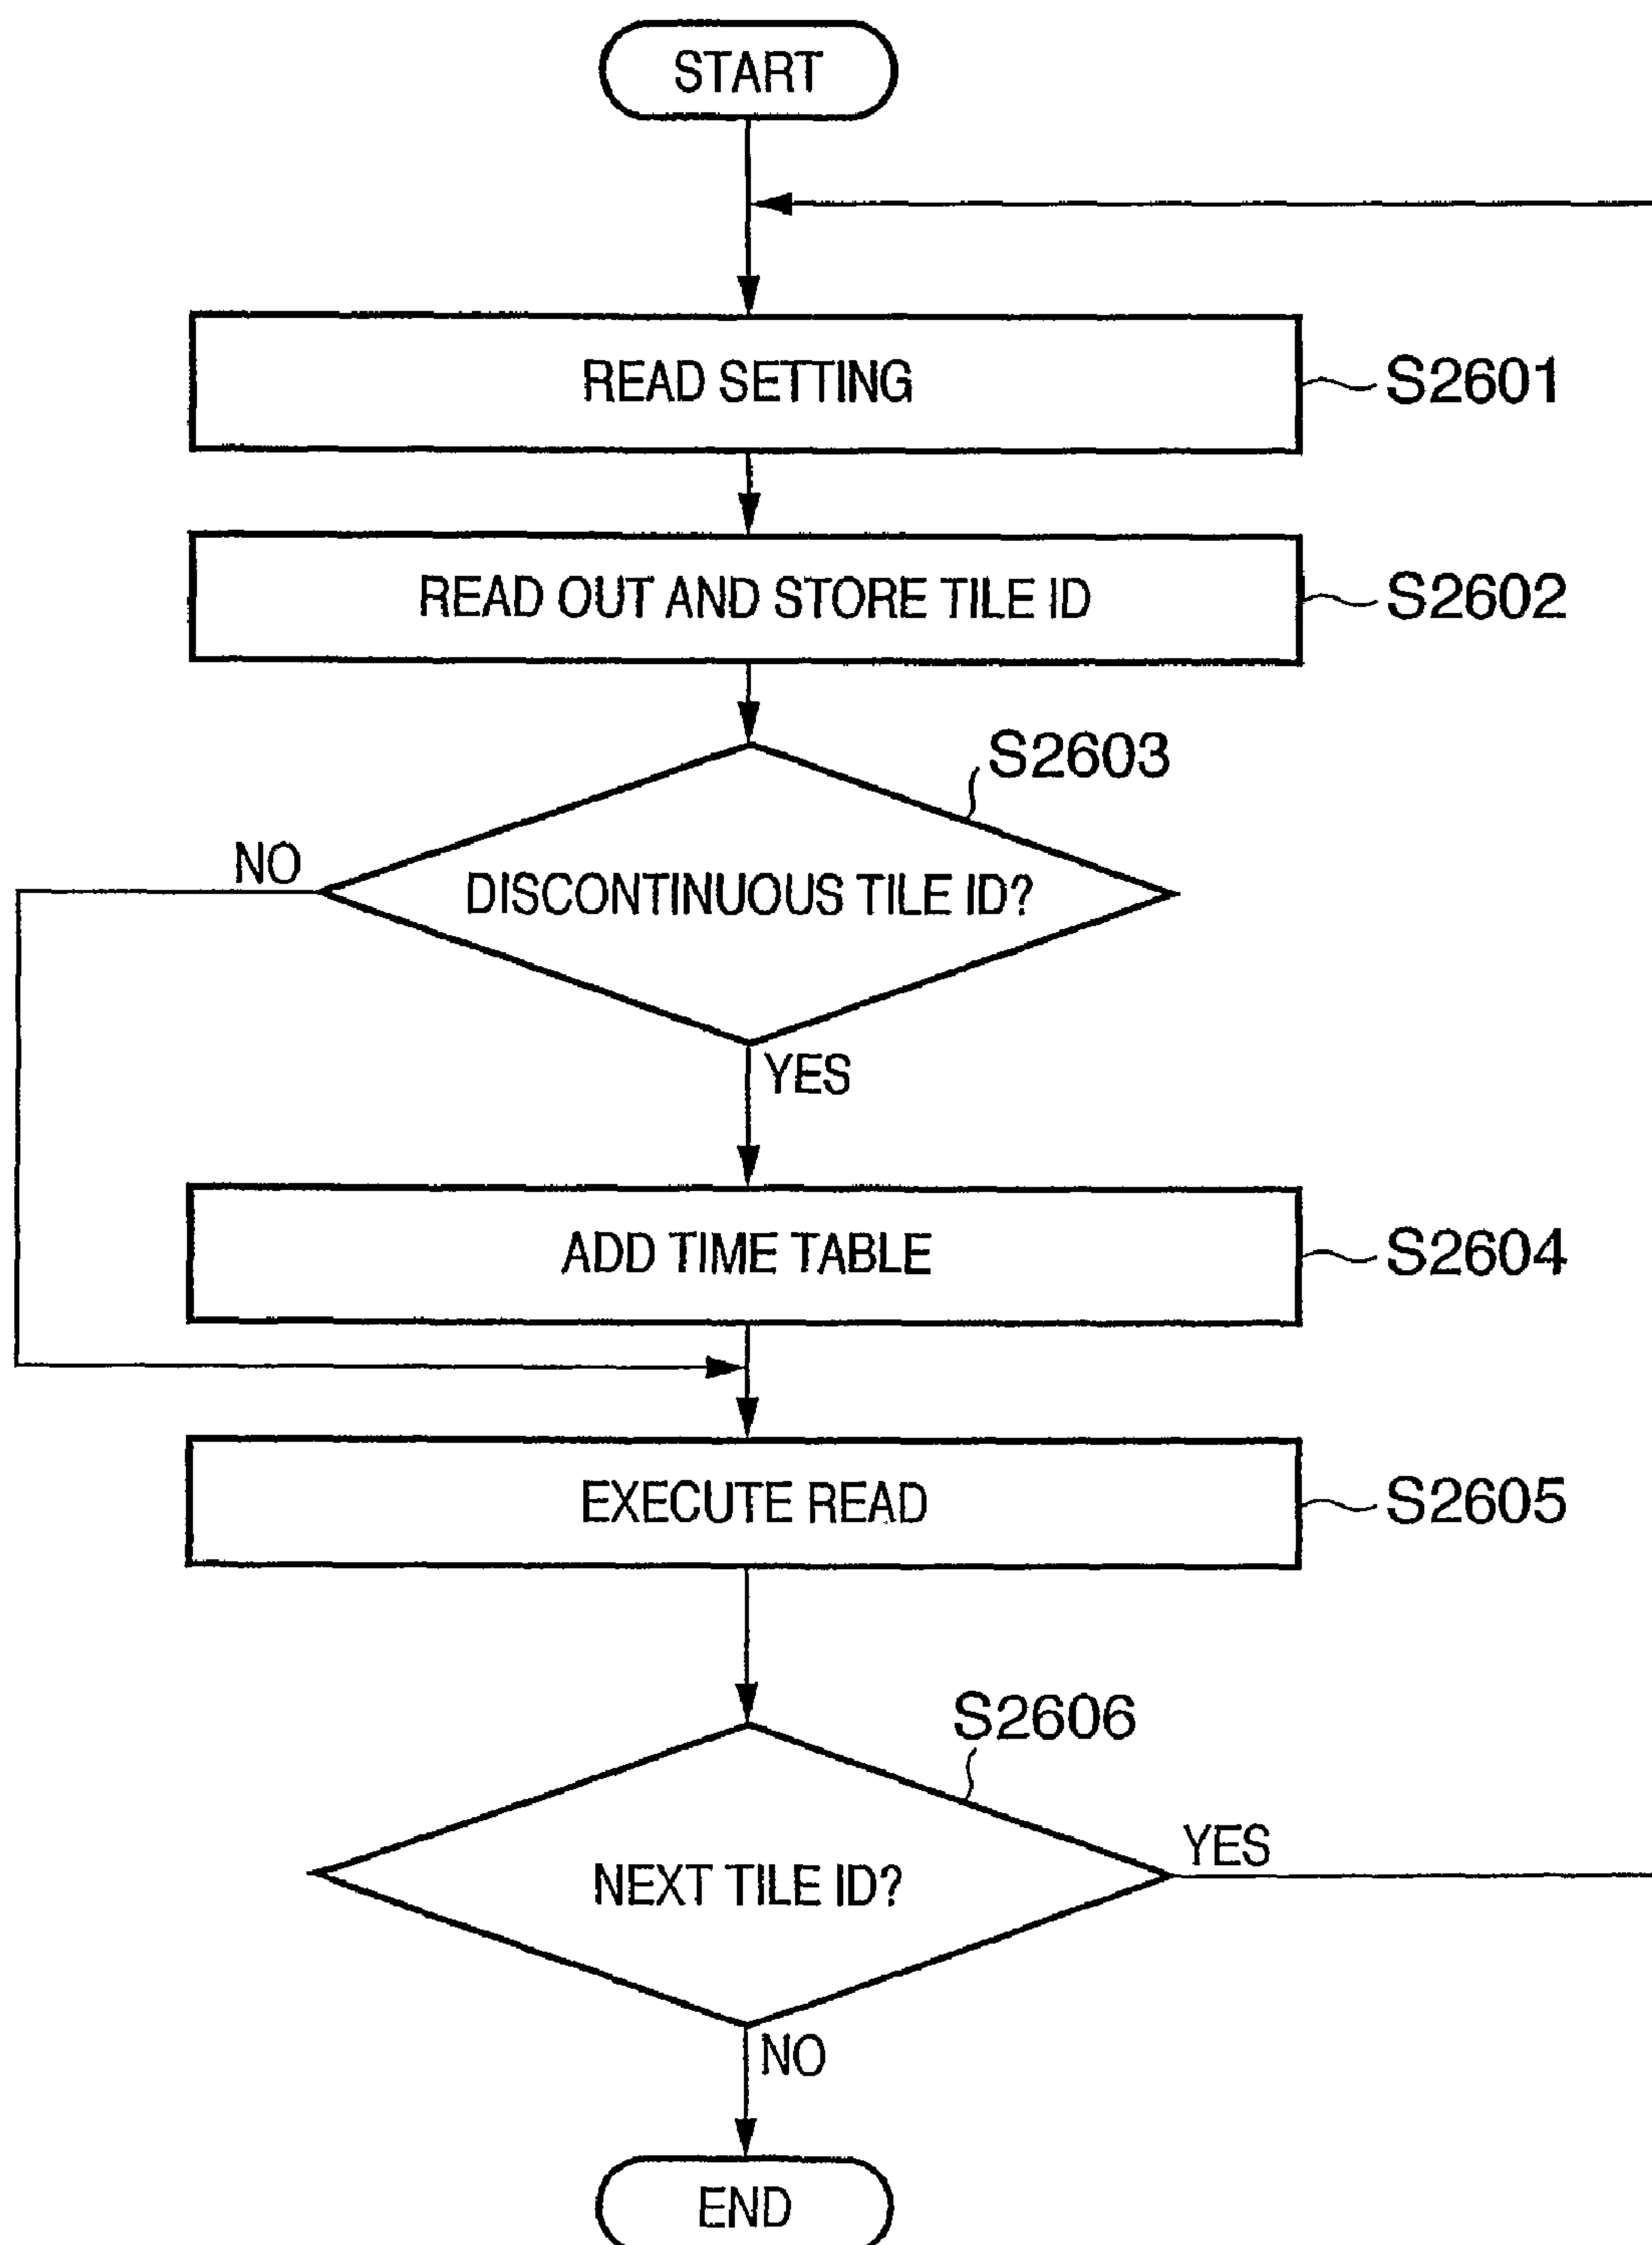 START
READ SETTING
S2601
READ OUT AND STORE TILE ID
S2602
S2603
NO
DISCONTINUOUS TILE ID?
YES
ADD TIME TABLE
S2604
EXECUTE READ
S2605
S2606
YES
NEXT TILE ID?
NO
END